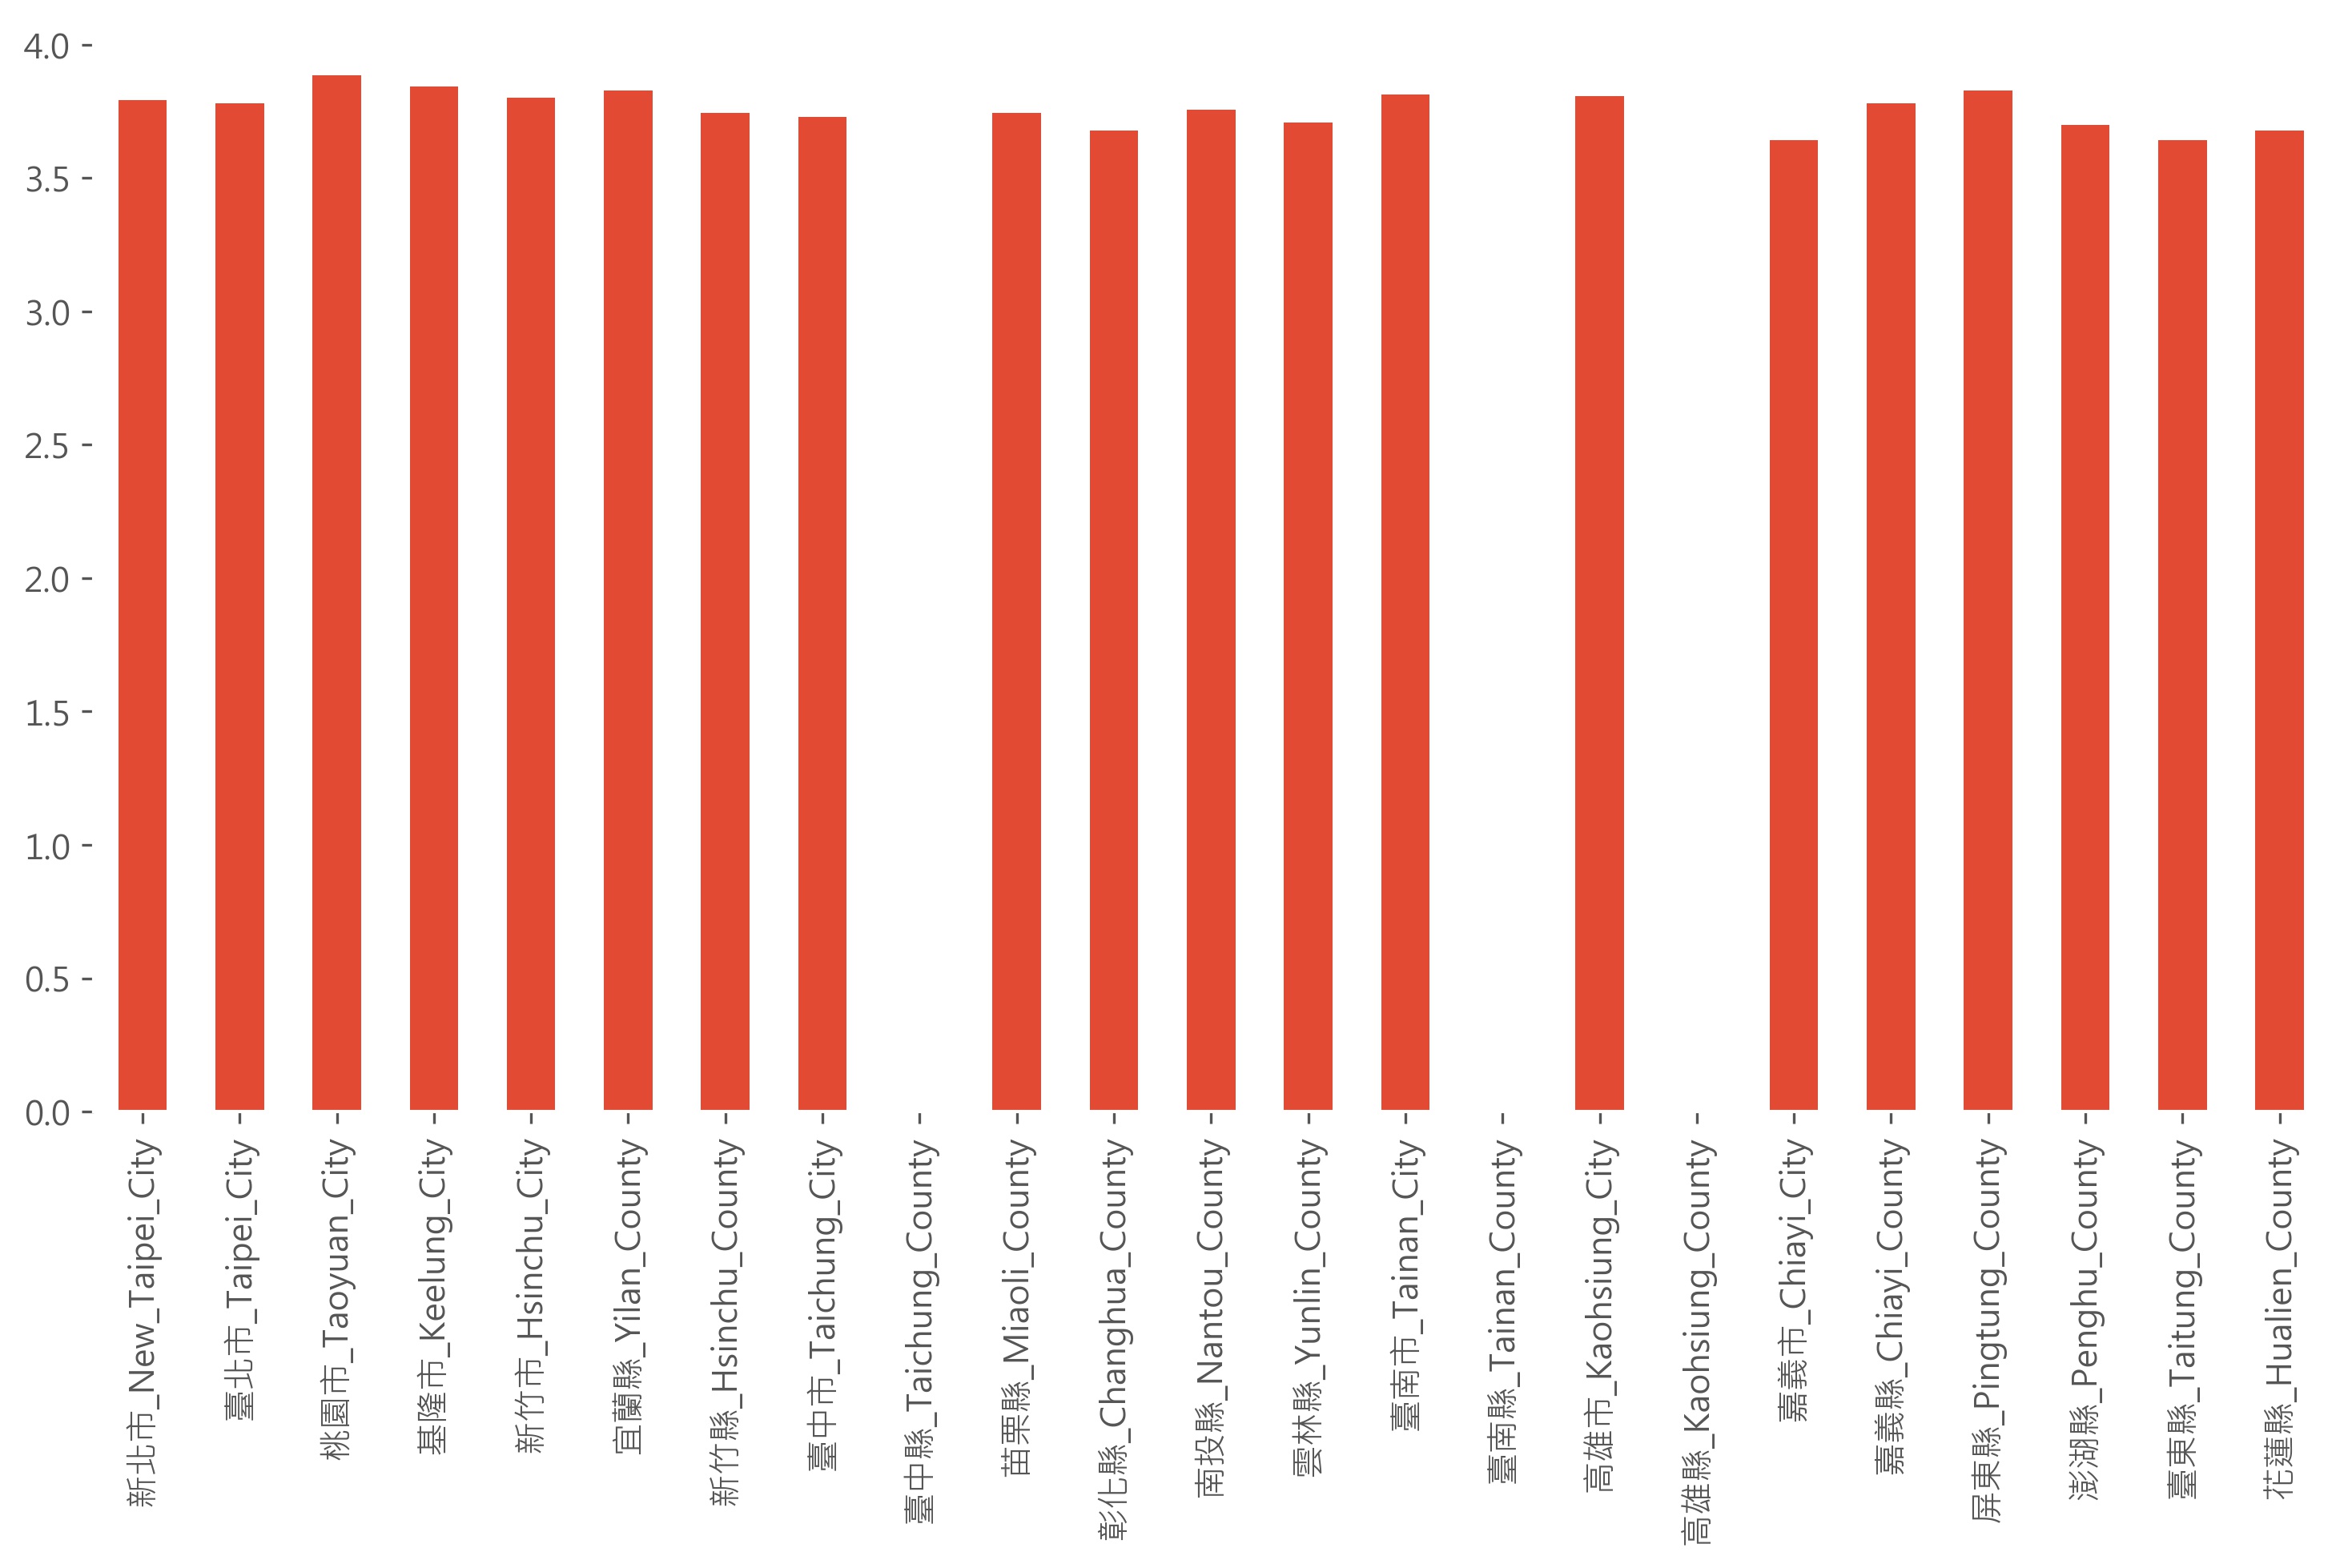 4.0
3.5
3.0
2.5
2.0
1.5
1.0
0.5
0.0
新北市_New_Taipei_City
臺北市_Taipei_City
桃園市_Taoyuan_City
基隆市_Keelung_City
新竹市_Hsinchu_City
宜蘭縣_Yilan_County
新竹縣_Hsinchu_County
臺中市_Taichung_City
臺中縣_Taichung_County
苗栗縣_Miaoli_County
彰化縣_Changhua_County
南投縣_Nantou_County
雲林縣_Yunlin_County
臺南市_Tainan_City
臺南縣_Tainan_County
高雄市_Kaohsiung_City
高雄縣_Kaohsiung_County
嘉義市_Chiayi_City
嘉義縣_Chiayi_County
屏東縣_Pingtung_County
澎湖縣_Penghu_County
臺東縣_Taitung_County
花蓮縣_Hualien_County